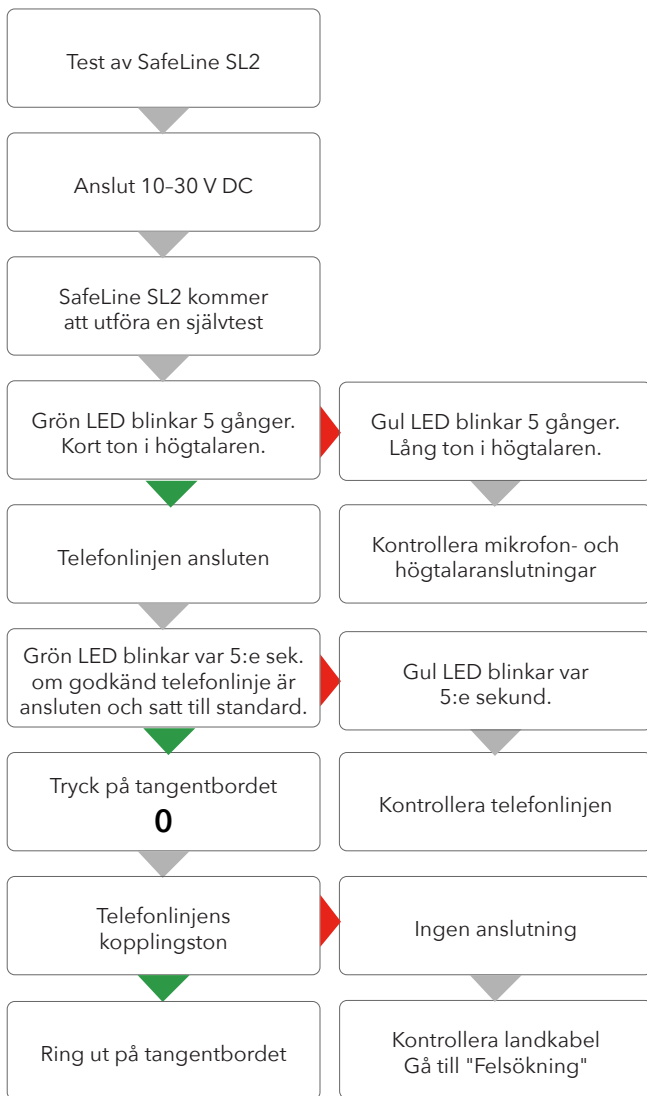 Test av SafeLine SL2
Anslut 10–30 V DC
SafeLine SL2 kommer
att utföra en självtest
Grön LED blinkar 5 gånger.
Kort ton i högtalaren.
Gul LED blinkar 5 gånger.
Lång ton i högtalaren.
Telefonlinjen ansluten
Kontrollera mikrofon- och
högtalaranslutningar
Grön LED blinkar var 5:e sek.
om godkänd telefonlinje är
ansluten och satt till standard.
Gul LED blinkar var
5:e sekund.
Tryck på tangentbordet
0
Kontrollera telefonlinjen
Telefonlinjens
kopplingston
Ingen anslutning
Ring ut på tangentbordet
Kontrollera landkabel
Gå till "Felsökning"